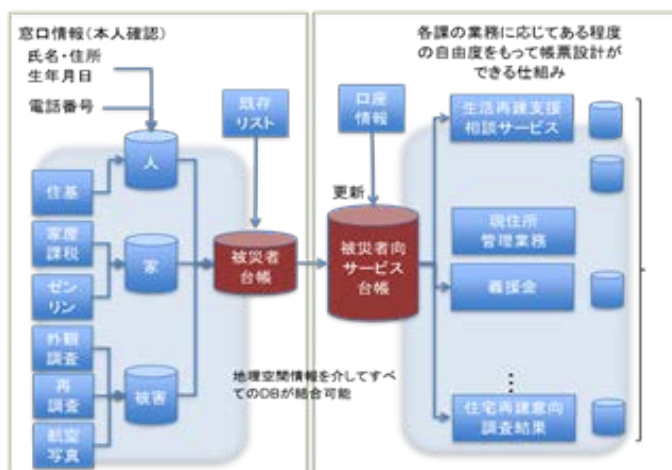 窓口情報(本人確認)
氏名・住所
生年月日
電話番号
人
住基
家屋
課税
ゼン
リン
家
外観
調査
再
調査
航空
写真
被害
既存
リスト
被災者
台帳
地理空間情報を介してすべ
てのDBが結合可能
各課の業務に応じてある程度
の自由度をもって帳票設計が
できる仕組み
口座
情報
更新
被災者向
サービス
台帳
生活再建支援
相談サービス
現住所
管理業務
義援金
⋮
住宅再建意向
調査結果